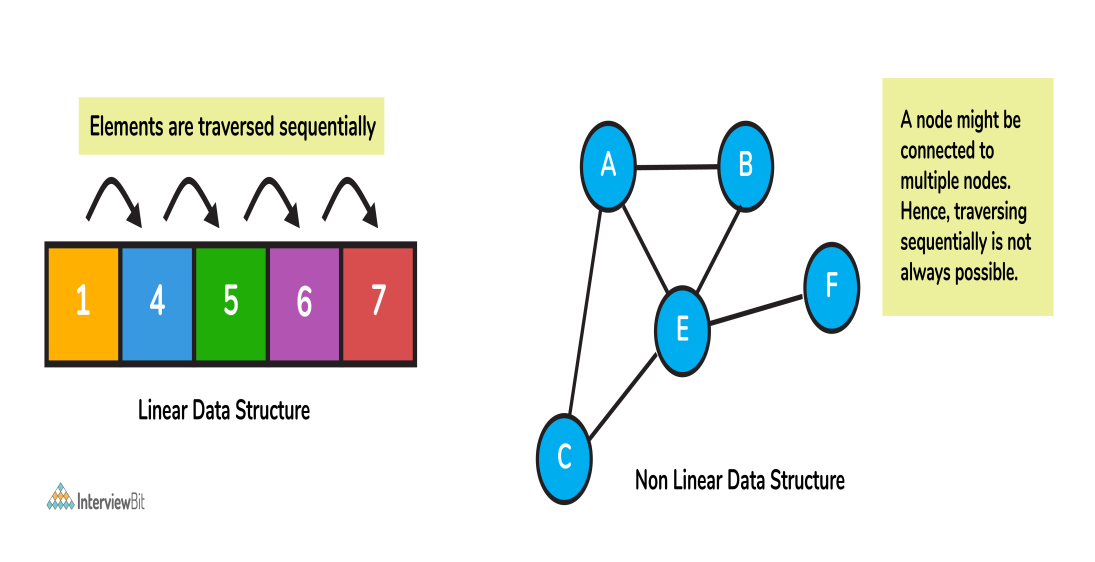 Elements are traversed sequentially
1 4 5 6 7
Linear Data Structure
InterviewBit
A
B
E
F
C
Non Linear Data Structure
A node might be
connected to
multiple nodes.
Hence, traversing
sequentially is not
always possible.